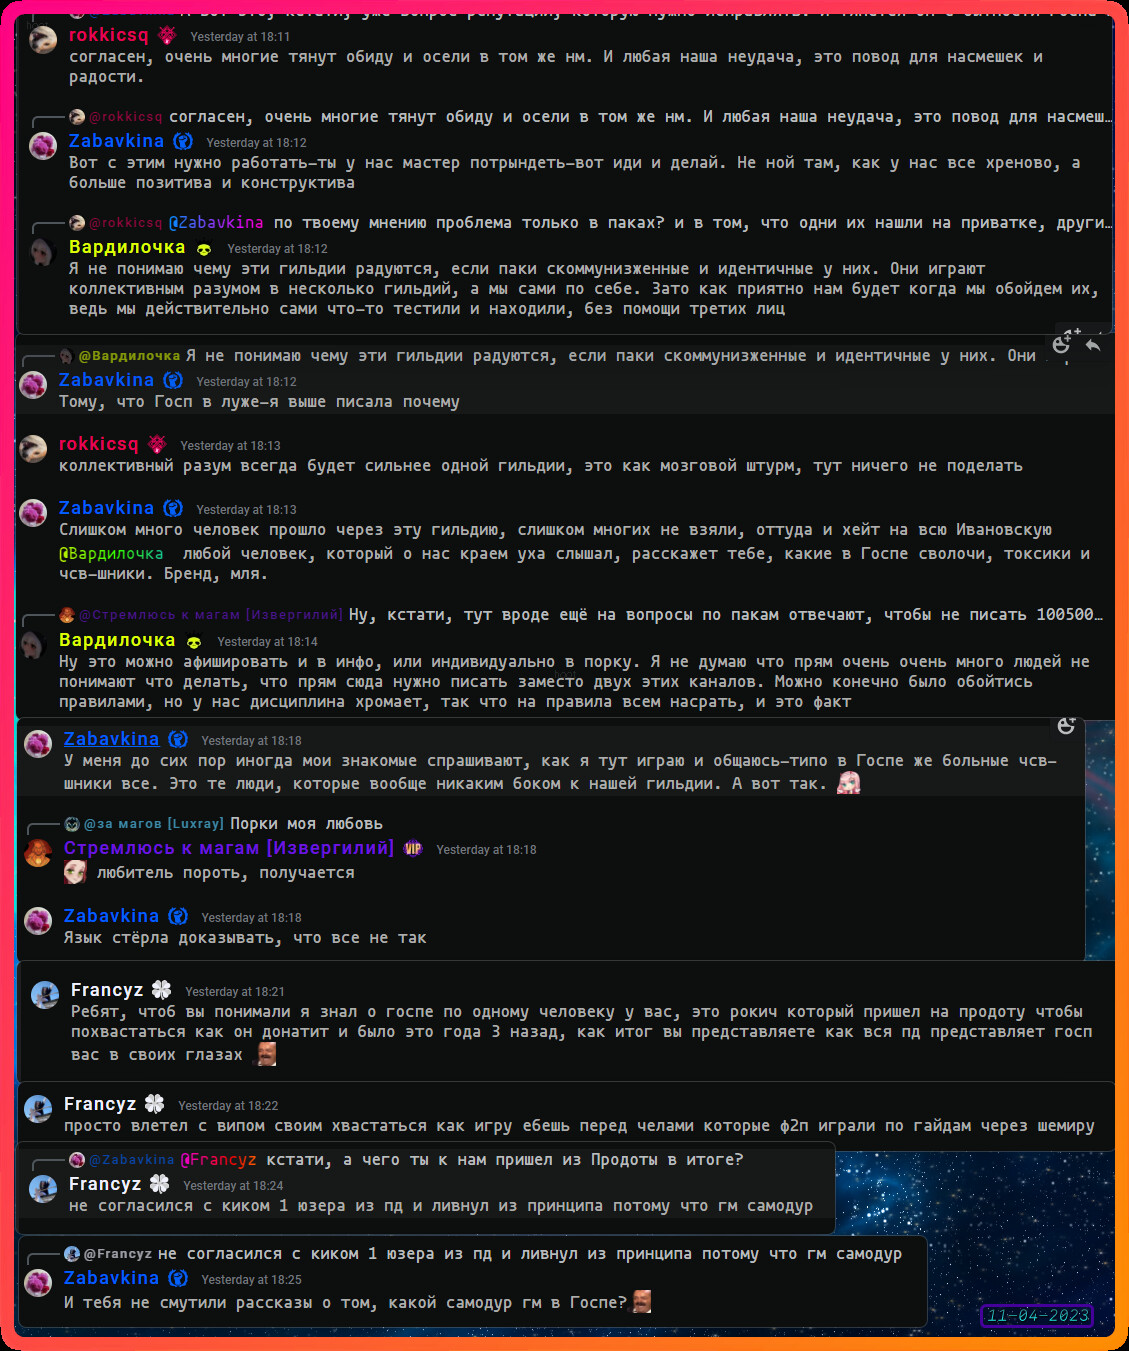 rokkicsq Yesterday at 18:11
согласен, очень многие тянут обиду и осели в том же нм. И любая наша неудача, это повод для насмешек и
радости.
@rokkicsq согласен, очень многие тянут обиду и осели в том же нм. И любая наша неудача, это повод для насмеш…
Zabavkina Yesterday at 18:12
Вот с этим нужно работать-ты у нас мастер потрындеть-вот иди и делай. Не ной там, как у нас все хреново, а
больше позитива и конструктива
@rokkicsq @Zabavkina по твоему мнению проблема только в паках? и в том, что одни их нашли на приватке, други…
Вардилочка Yesterday at 18:12
Я не понимаю чему эти гильдии радуются, если паки скоммунизженные и идентичные у них. Они играют
коллективным разумом в несколько гильдий, а мы сами по себе. Зато как приятно нам будет когда мы обойдем их,
ведь мы действительно сами что-то тестили и находили, без помощи третих лиц
@Вардилочка Я не понимаю чему эти гильдии радуются, если паки скоммунизженные и идентичные у них. Они
Zabavkina Yesterday at 18:12
Тому, что Госп в луже-я выше писала почему
rokkicsq Yesterday at 18:13
коллективный разум всегда будет сильнее одной гильдии, это как мозговой штурм, тут ничего не поделать
Zabavkina Yesterday at 18:13
Слишком много человек прошло через эту гильдию, слишком многих не взяли, оттуда и хейт на всю Ивановскую
@Вардилочка любой человек, который о нас краем уха слышал, расскажет тебе, какие в Госпе сволочи, токсики и
чсв-шники. Бренд, мля.
@Стремлюсь к магам [Извергилий] Ну, кстати, тут вроде ещё на вопросы по пакам отвечают, чтобы не писать 100500…
Вардилочка Yesterday at 18:14
Ну это можно афишировать и в инфо, или индивидуально в порку. Я не думаю что прям очень очень много людей не
понимают что делать, что прям сюда нужно писать заместо двух этих каналов. Можно конечно было обойтись
правилами, но у нас дисциплина хромает, так что на правила всем насрать, и это факт
Zabavkina Yesterday at 18:18
У меня до сих пор иногда мои знакомые спрашивают, как я тут играю и общаюсь-типо в Госпе же больные чсв-
шники все. Это те люди, которые вообще никаким боком к нашей гильдии. А вот так.
@за магов [Luxray] Порки моя любовь
Стремлюсь к магам [Извергилий] VIP Yesterday at 18:18
любитель пороть, получается
Zabavkina Yesterday at 18:18
Язык стёрла доказывать, что все не так
Francyz Yesterday at 18:21
Ребят, чтоб вы понимали я знал о госпе по одному человеку у вас, это рокич который пришел на продоту чтобы
похвастаться как он донатит и было это года 3 назад, как итог вы представляете как вся пд представляет госп
вас в своих глазах
Francyz Yesterday at 18:22
просто влетел с випом своим хвастаться как игру ебешь перед челами которые ф2п играли по гайдам через шемиру
@Zabavkina @Francyz кстати, а чего ты к нам пришел из Продоты в итоге?
Francyz Yesterday at 18:24
не согласился с киком 1 юзера из пд и ливнул из принципа потому что гм самодур
@Francyz не согласился с киком 1 юзера из пд и ливнул из принципа потому что гм самодур
Zabavkina Yesterday at 18:25
И тебя не смутили рассказы о том, какой самодур гм в Госпе?
11-04-2023